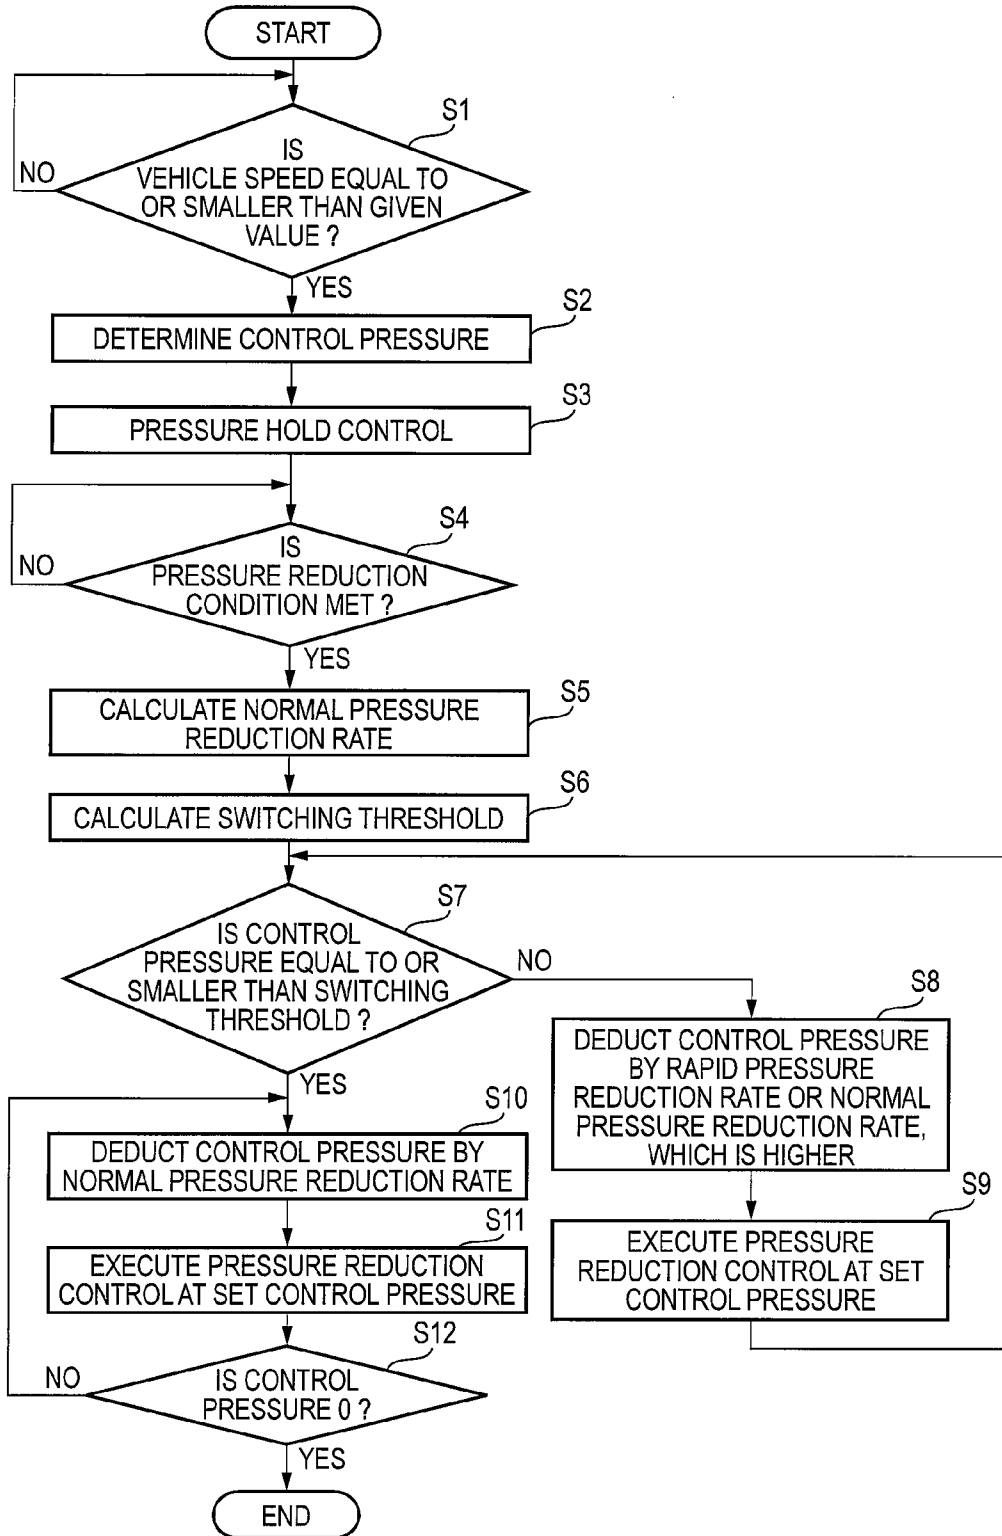 START
S1
IS
VEHICLE SPEED EQUAL TO
OR SMALLER THAN GIVEN
VALUE ?
NO
YES
S2
DETERMINE CONTROL PRESSURE
S3
PRESSURE HOLD CONTROL
S4
IS
PRESSURE REDUCTION
CONDITION MET ?
NO
YES
S5
CALCULATE NORMAL PRESSURE
REDUCTION RATE
S6
CALCULATE SWITCHING THRESHOLD
S7
IS CONTROL
PRESSURE EQUAL TO OR
SMALLER THAN SWITCHING
THRESHOLD ?
NO
YES
S8
DEDUCT CONTROL PRESSURE
BY RAPID PRESSURE
REDUCTION RATE OR NORMAL
PRESSURE REDUCTION RATE,
WHICH IS HIGHER
S9
EXECUTE PRESSURE
REDUCTION CONTROL AT SET
CONTROL PRESSURE
S10
DEDUCT CONTROL PRESSURE BY
NORMAL PRESSURE REDUCTION RATE
S11
EXECUTE PRESSURE REDUCTION
CONTROL AT SET CONTROL PRESSURE
S12
IS CONTROL
PRESSURE 0 ?
NO
YES
END